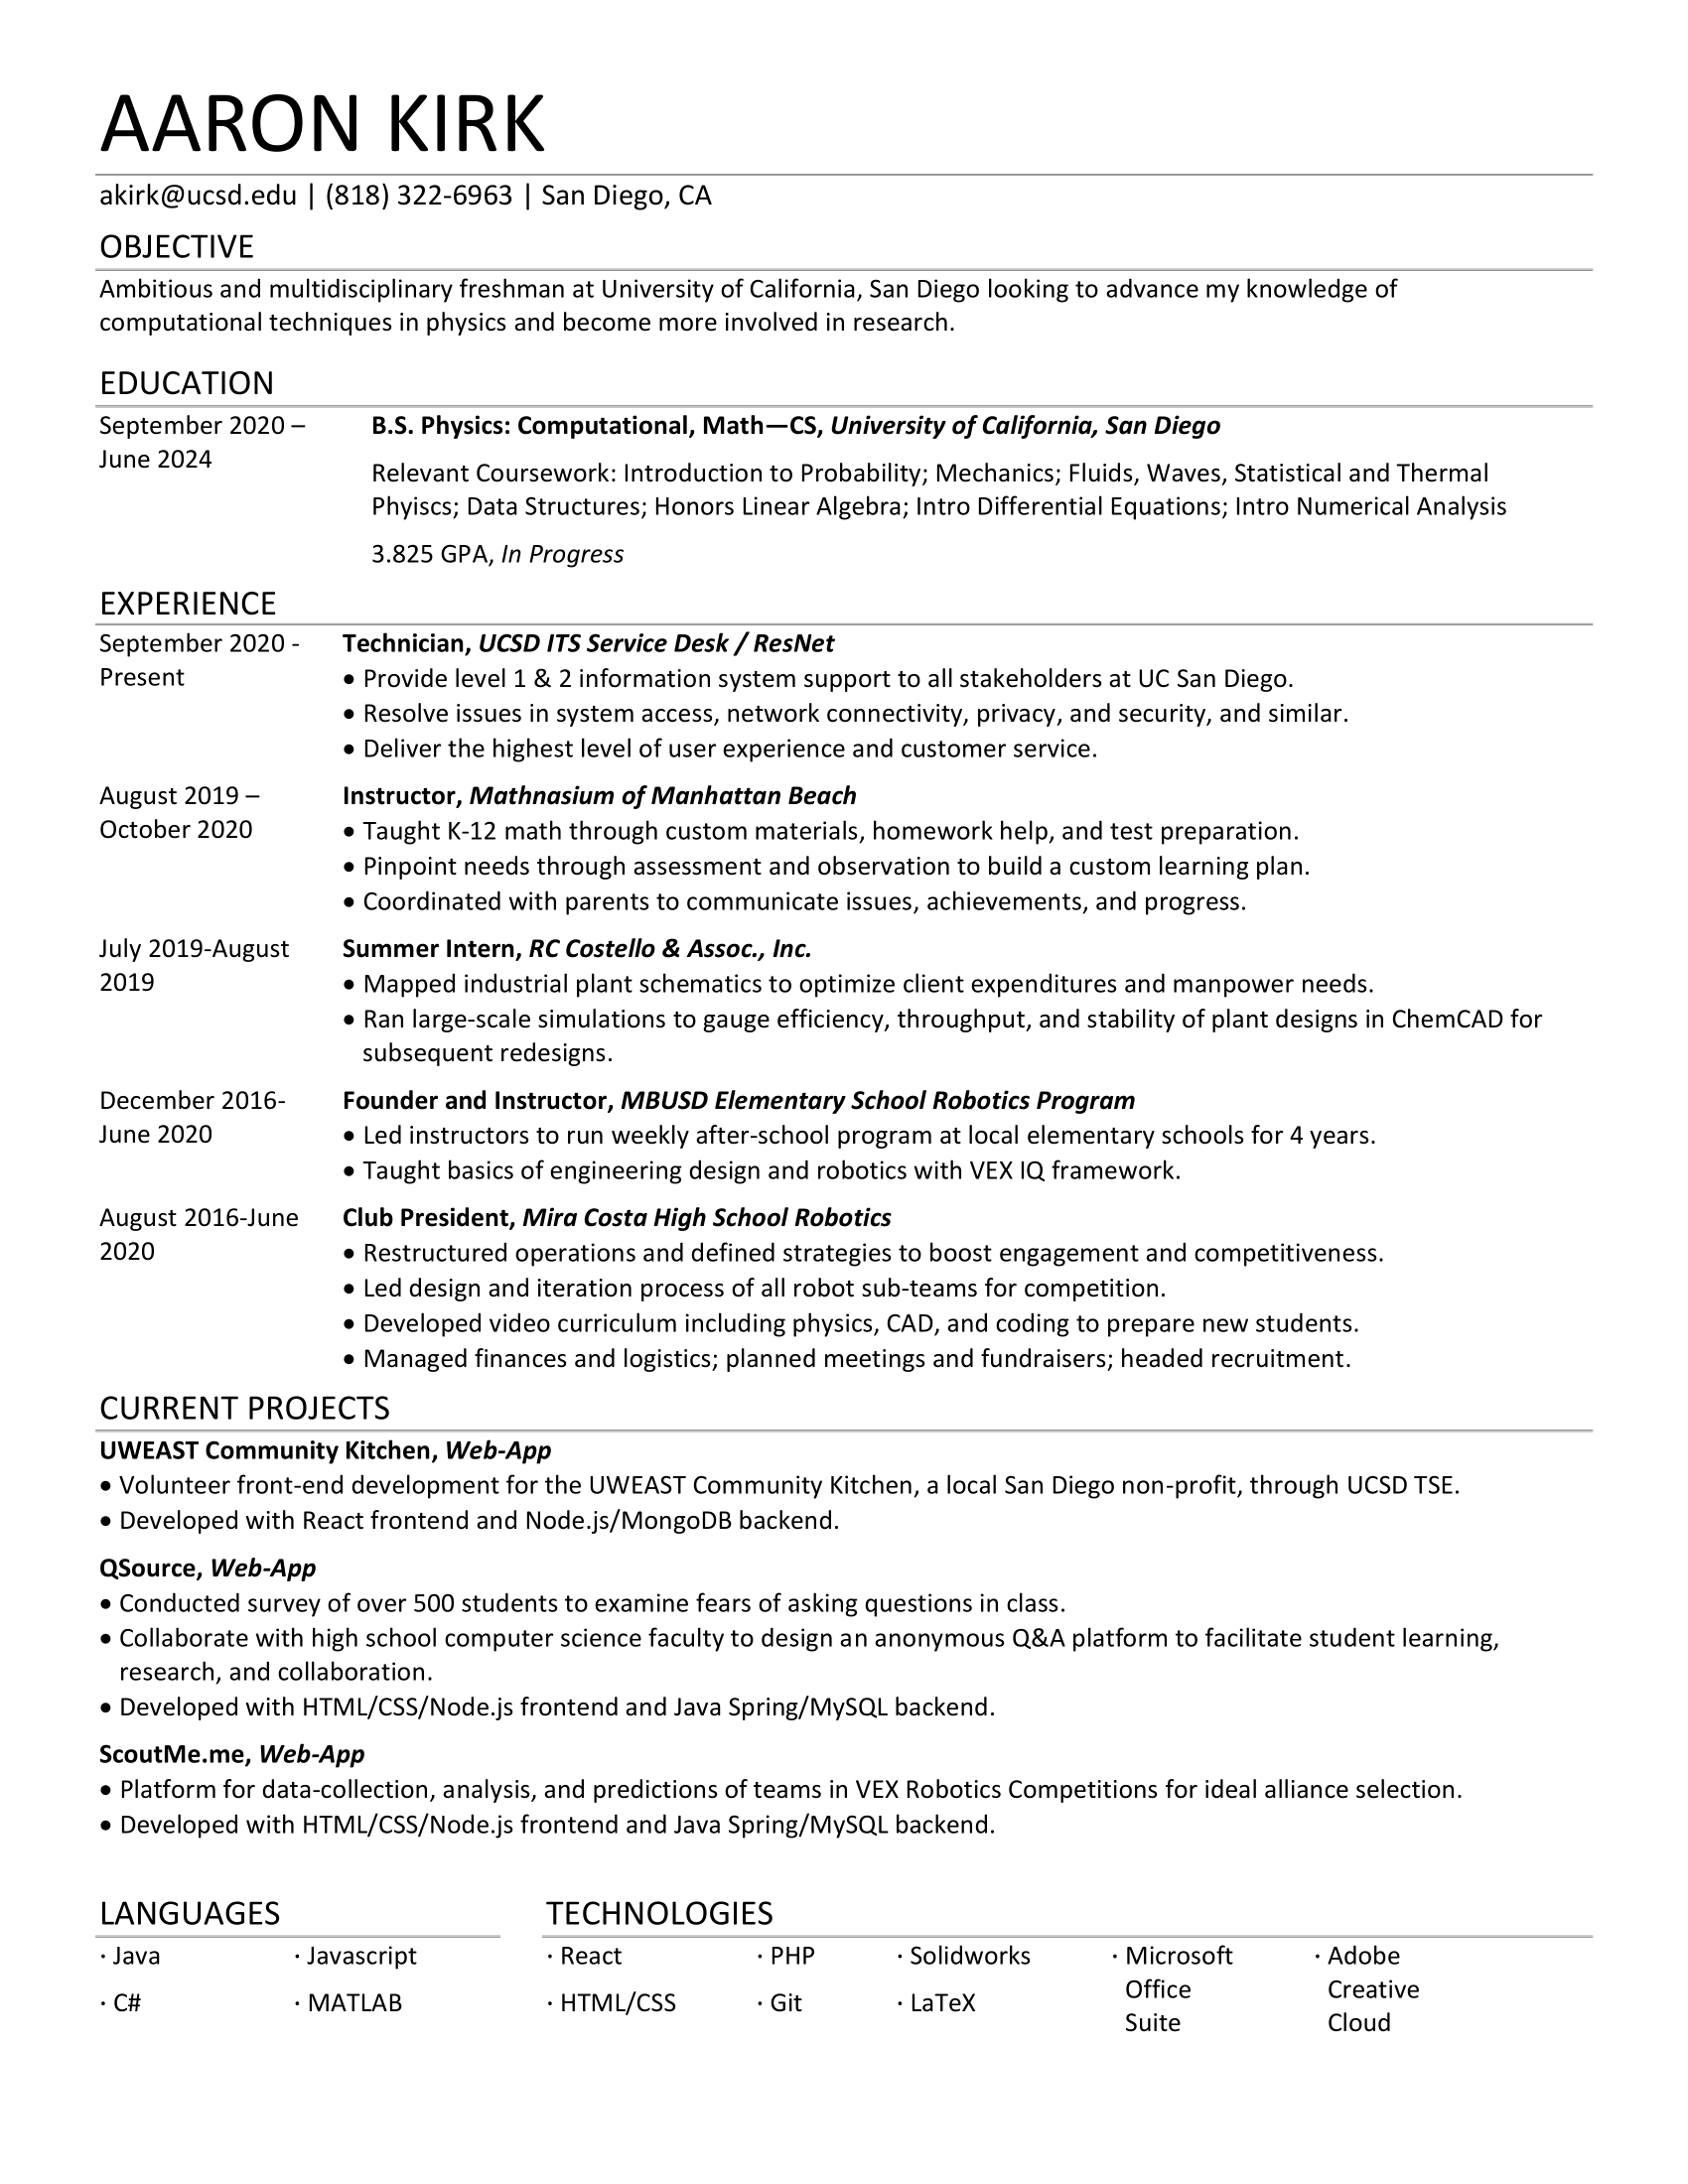 AARON KIRK
akirk@ucsd.edu | (818) 322-6963 | San Diego, CA
OBJECTIVE
Ambitious and multidisciplinary freshman at University of California, San Diego looking to advance my knowledge of
computational techniques in physics and become more involved in research.
EDUCATION
September 2020 – B.S. Physics: Computational, Math—CS, University of California, San Diego
June 2024
Relevant Coursework: Introduction to Probability; Mechanics; Fluids, Waves, Statistical and Thermal
Phyiscs; Data Structures; Honors Linear Algebra; Intro Differential Equations; Intro Numerical Analysis
3.825 GPA, In Progress
EXPERIENCE
September 2020 - Technician, UCSD ITS Service Desk / ResNet
Present • Provide level 1 & 2 information system support to all stakeholders at UC San Diego.
• Resolve issues in system access, network connectivity, privacy, and security, and similar.
• Deliver the highest level of user experience and customer service.
August 2019 – Instructor, Mathnasium of Manhattan Beach
October 2020 • Taught K-12 math through custom materials, homework help, and test preparation.
• Pinpoint needs through assessment and observation to build a custom learning plan.
• Coordinated with parents to communicate issues, achievements, and progress.
July 2019-August Summer Intern, RC Costello & Assoc., Inc.
2019 • Mapped industrial plant schematics to optimize client expenditures and manpower needs.
• Ran large-scale simulations to gauge efficiency, throughput, and stability of plant designs in ChemCAD for
subsequent redesigns.
December 2016- Founder and Instructor, MBUSD Elementary School Robotics Program
June 2020 • Led instructors to run weekly after-school program at local elementary schools for 4 years.
• Taught basics of engineering design and robotics with VEX IQ framework.
August 2016-June Club President, Mira Costa High School Robotics
2020 • Restructured operations and defined strategies to boost engagement and competitiveness.
• Led design and iteration process of all robot sub-teams for competition.
• Developed video curriculum including physics, CAD, and coding to prepare new students.
• Managed finances and logistics; planned meetings and fundraisers; headed recruitment.
CURRENT PROJECTS
UWEAST Community Kitchen, Web-App
• Volunteer front-end development for the UWEAST Community Kitchen, a local San Diego non-profit, through UCSD TSE.
• Developed with React frontend and Node.js/MongoDB backend.
QSource, Web-App
• Conducted survey of over 500 students to examine fears of asking questions in class.
• Collaborate with high school computer science faculty to design an anonymous Q&A platform to facilitate student learning,
research, and collaboration.
• Developed with HTML/CSS/Node.js frontend and Java Spring/MySQL backend.
ScoutMe.me, Web-App
• Platform for data-collection, analysis, and predictions of teams in VEX Robotics Competitions for ideal alliance selection.
• Developed with HTML/CSS/Node.js frontend and Java Spring/MySQL backend.
LANGUAGES
· Java · Javascript
· C# · MATLAB
TECHNOLOGIES
· React · PHP · Solidworks · Microsoft · Adobe
Office Creative
· HTML/CSS · Git · LaTeX
Suite Cloud